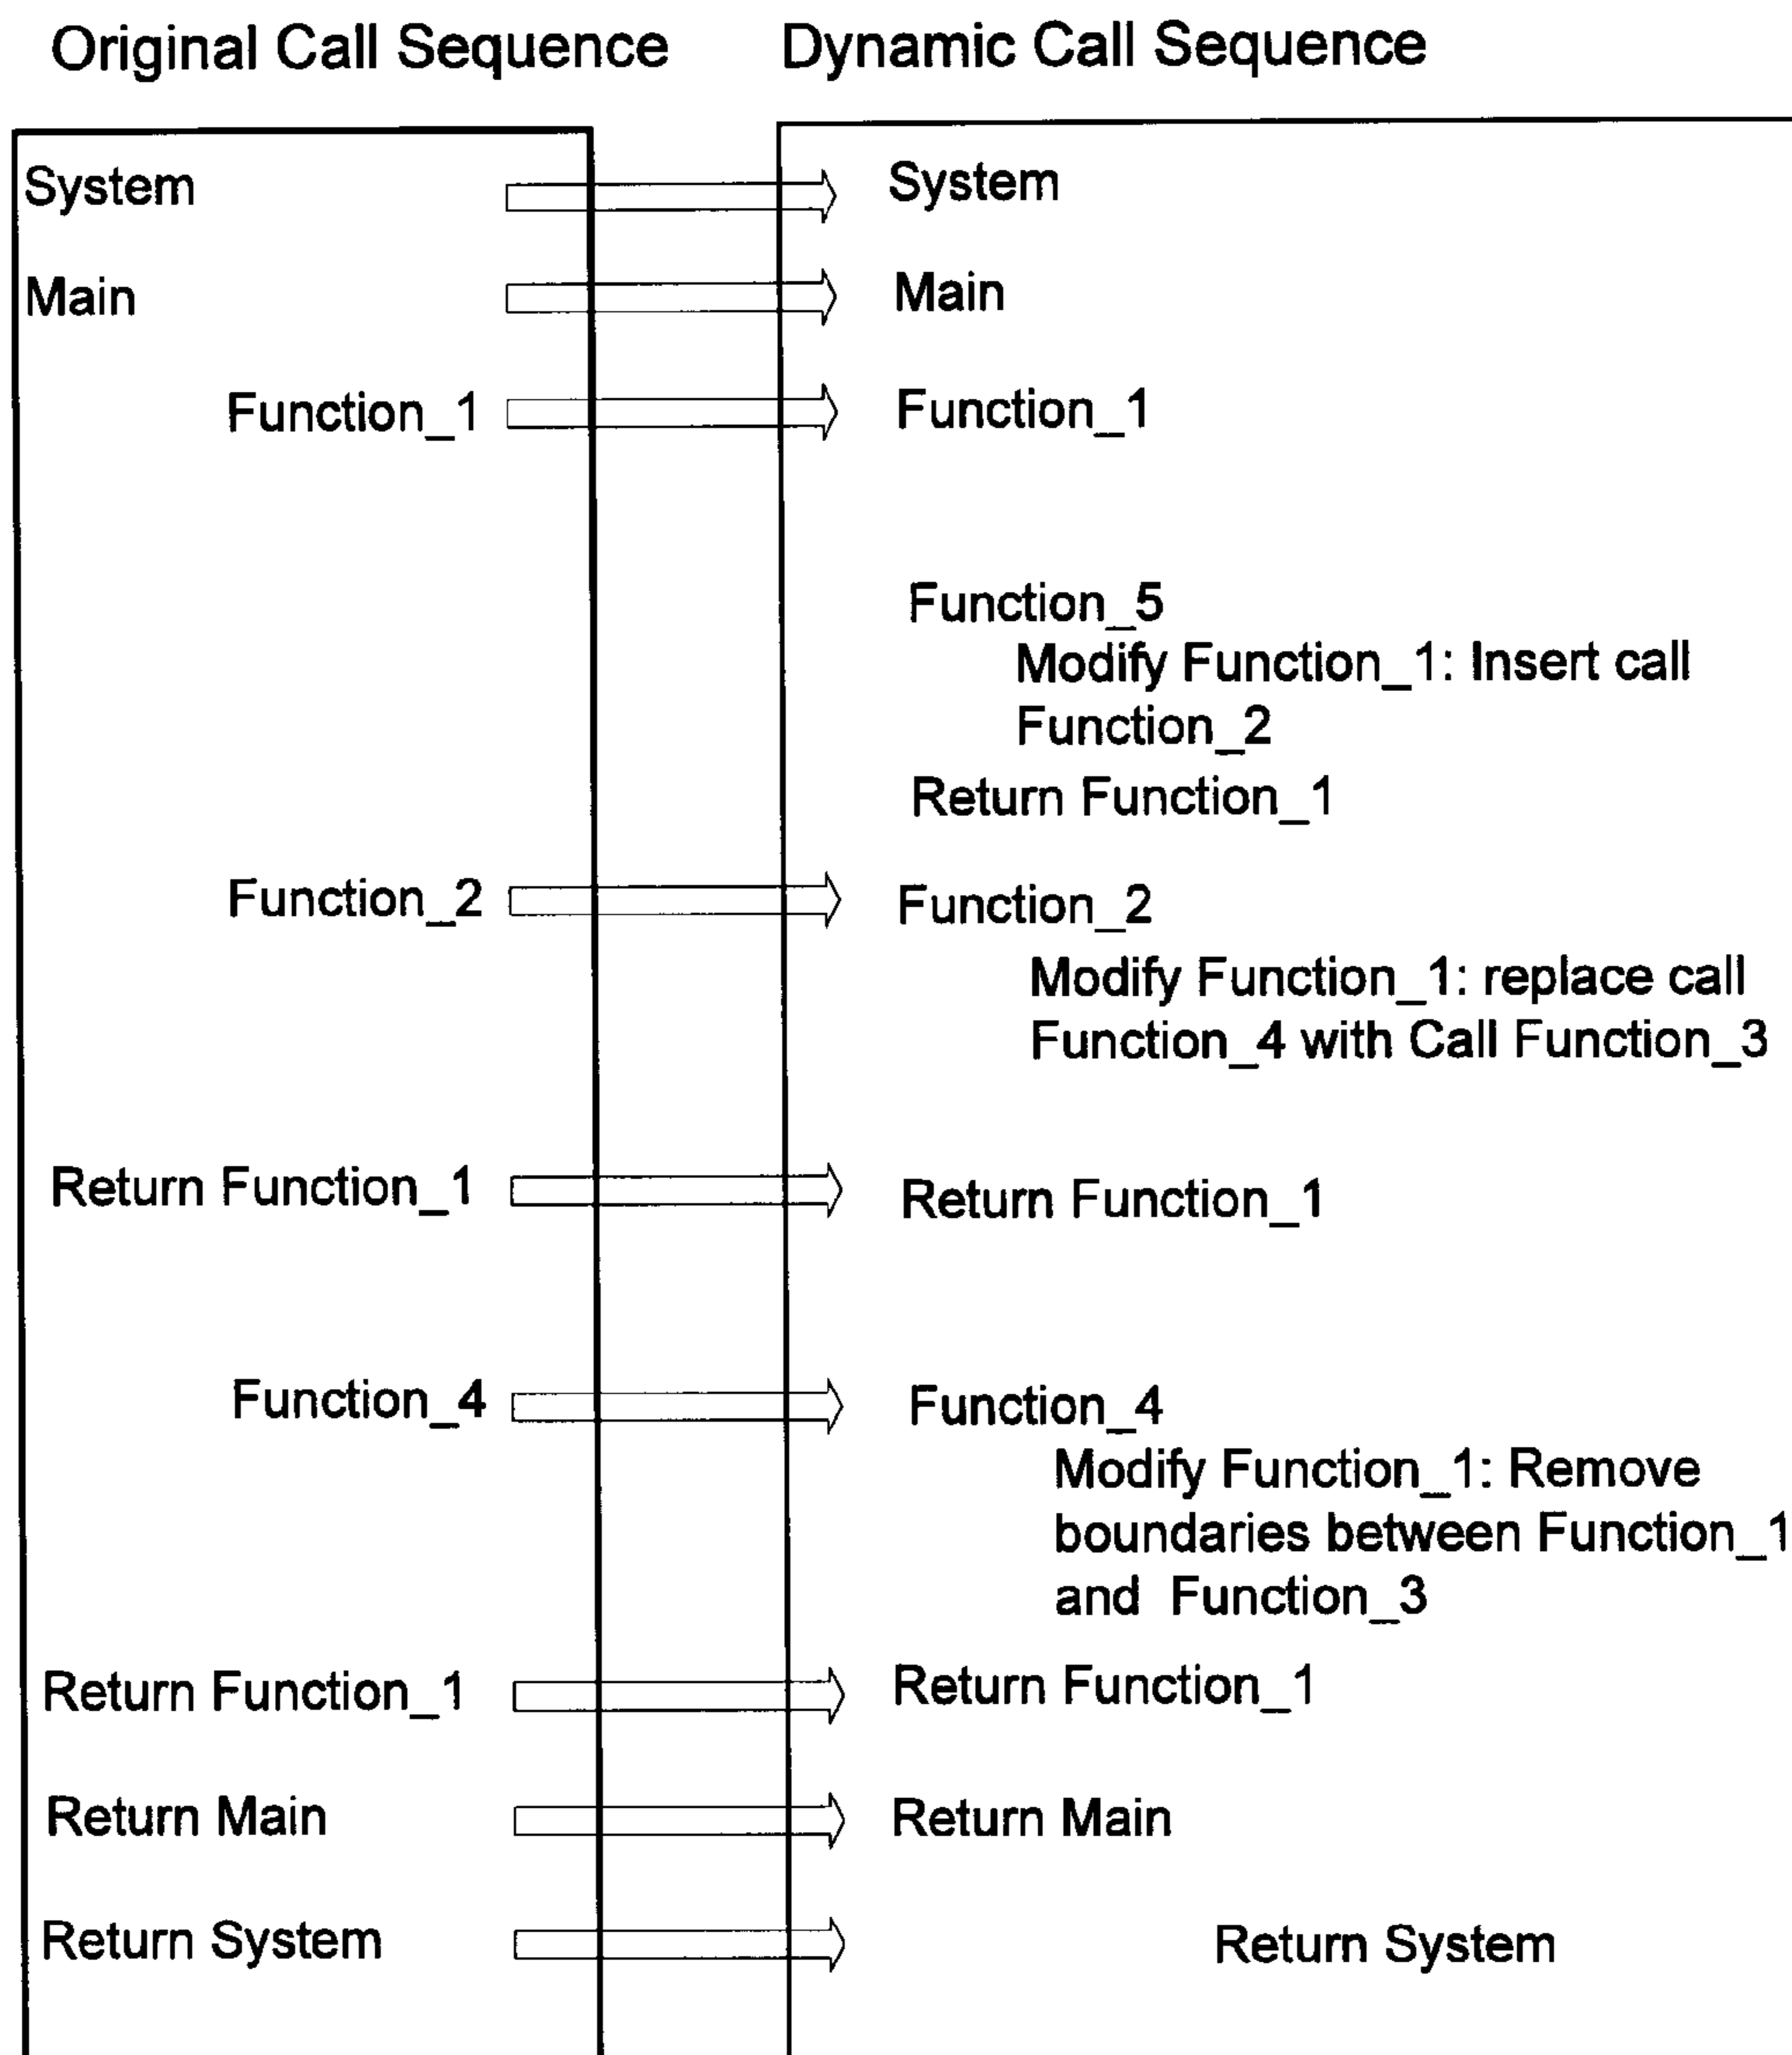 Original Call Sequence
Dynamic Call Sequence
System
System
Main
Main
Function_1
Function_1
Function_5
Modify Function_1: Insert call
Function_2
Return Function_1
Function_2
Function_2
Modify Function_1: replace call
Function_4 with Call Function_3
Return Function_1
Return Function_1
Function_4
Function_4
Modify Function_1: Remove
boundaries between Function_1
and Function_3
Return Function_1
Return Function_1
Return Main
Return Main
Return System
Return System